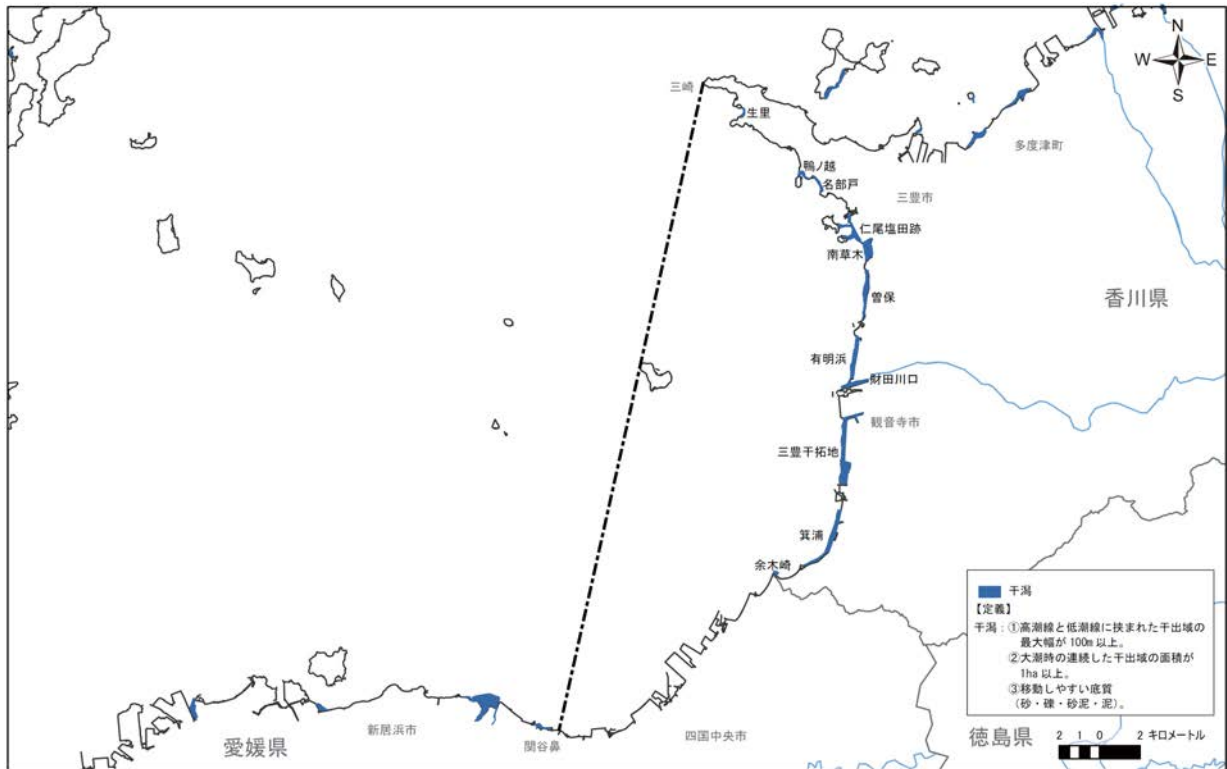 N
W
E
S
三崎
生里
多度津町
鴨ノ越
名部戸
三豊市
仁尾塩田跡
南草木
曽保
香川県
有明浜
財田川口
観音寺市
三豊干拓地
箕浦
余木崎
干潟
【定義】
干潟：①高潮線と低潮線に挟まれた干出域の
最大幅が100m以上。
②大潮時の連続した干出域の面積が
1ha以上。
③移動しやすい底質
（砂・礫・砂泥・泥）。
新居浜市
愛媛県
関谷鼻
四国中央市
徳島県
2 1 0 2 キロメートル